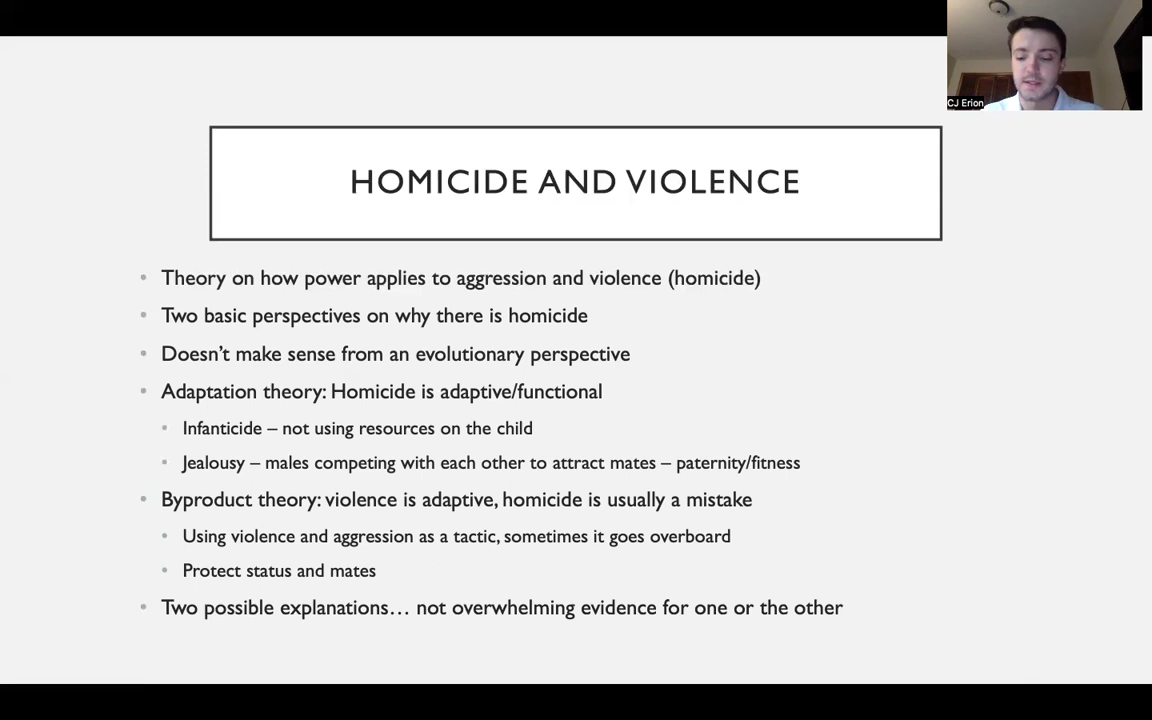 CJ Erion
HOMICIDE AND VIOLENCE
• Theory on how power applies to aggression and violence (homicide)
• Two basic perspectives on why there is homicide
• Doesn’t make sense from an evolutionary perspective
• Adaptation theory: Homicide is adaptive/functional
• Infanticide – not using resources on the child
• Jealousy – males competing with each other to attract mates – paternity/fitness
• Byproduct theory: violence is adaptive, homicide is usually a mistake
• Using violence and aggression as a tactic, sometimes it goes overboard
• Protect status and mates
• Two possible explanations… not overwhelming evidence for one or the other